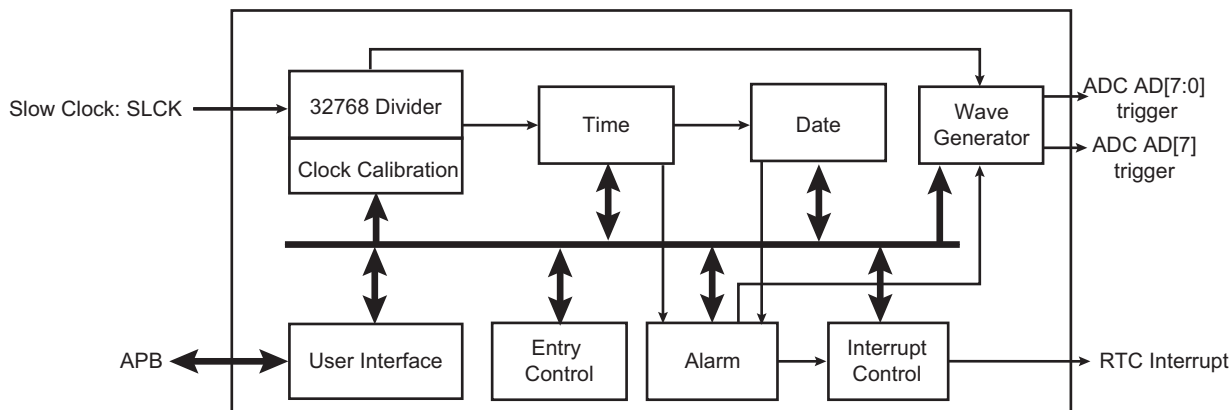 Slow Clock: SLCK
32768 Divider
Clock Calibration
Time
Date
Wave
Generator
ADC AD[7:0]
trigger
ADC AD[7]
trigger
APB
User Interface
Entry
Control
Alarm
Interrupt
Control
RTC Interrupt